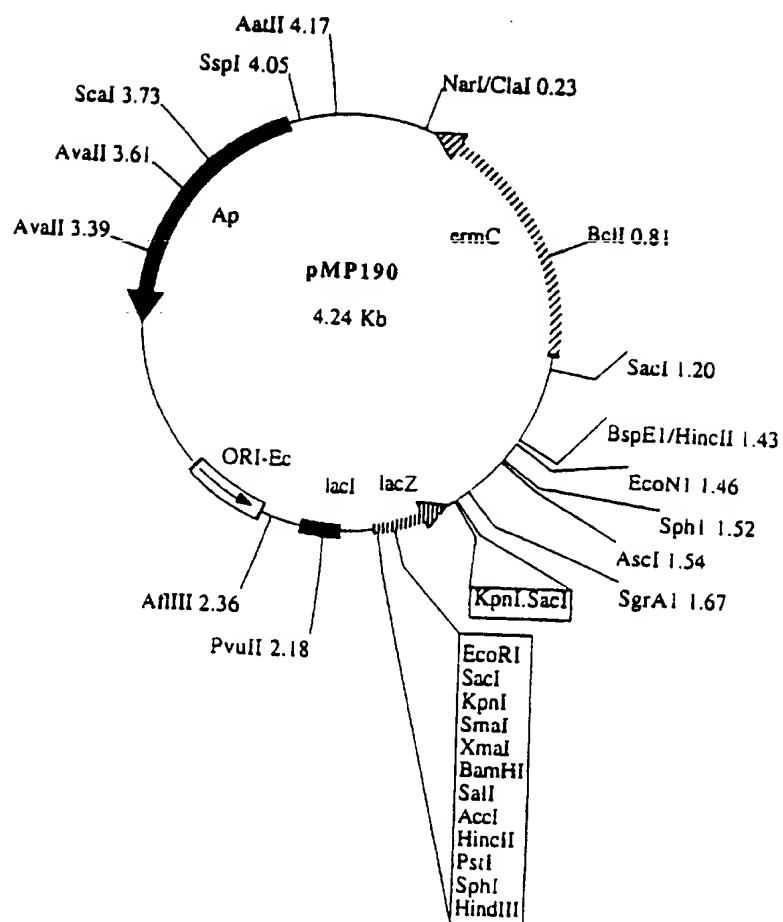 AatII 4.17
SspI 4.05
NarI/ClaI 0.23
ScaI 3.73
AvaII 3.61
Ap
AvaII 3.39
ermC
BclI 0.81
pMP190
4.24 Kb
SacI 1.20
BspE1/HincII 1.43
ORI-Ec
lacI
lacZ
EcoN1 1.46
SphI 1.52
AscI 1.54
AflIII 2.36
KpnI.SacI
SgrA1 1.67
PvuII 2.18
EcoRI
SacI
KpnI
SmaI
XmaI
BamHI
SalI
AccI
HincII
PstI
SphI
HindIII